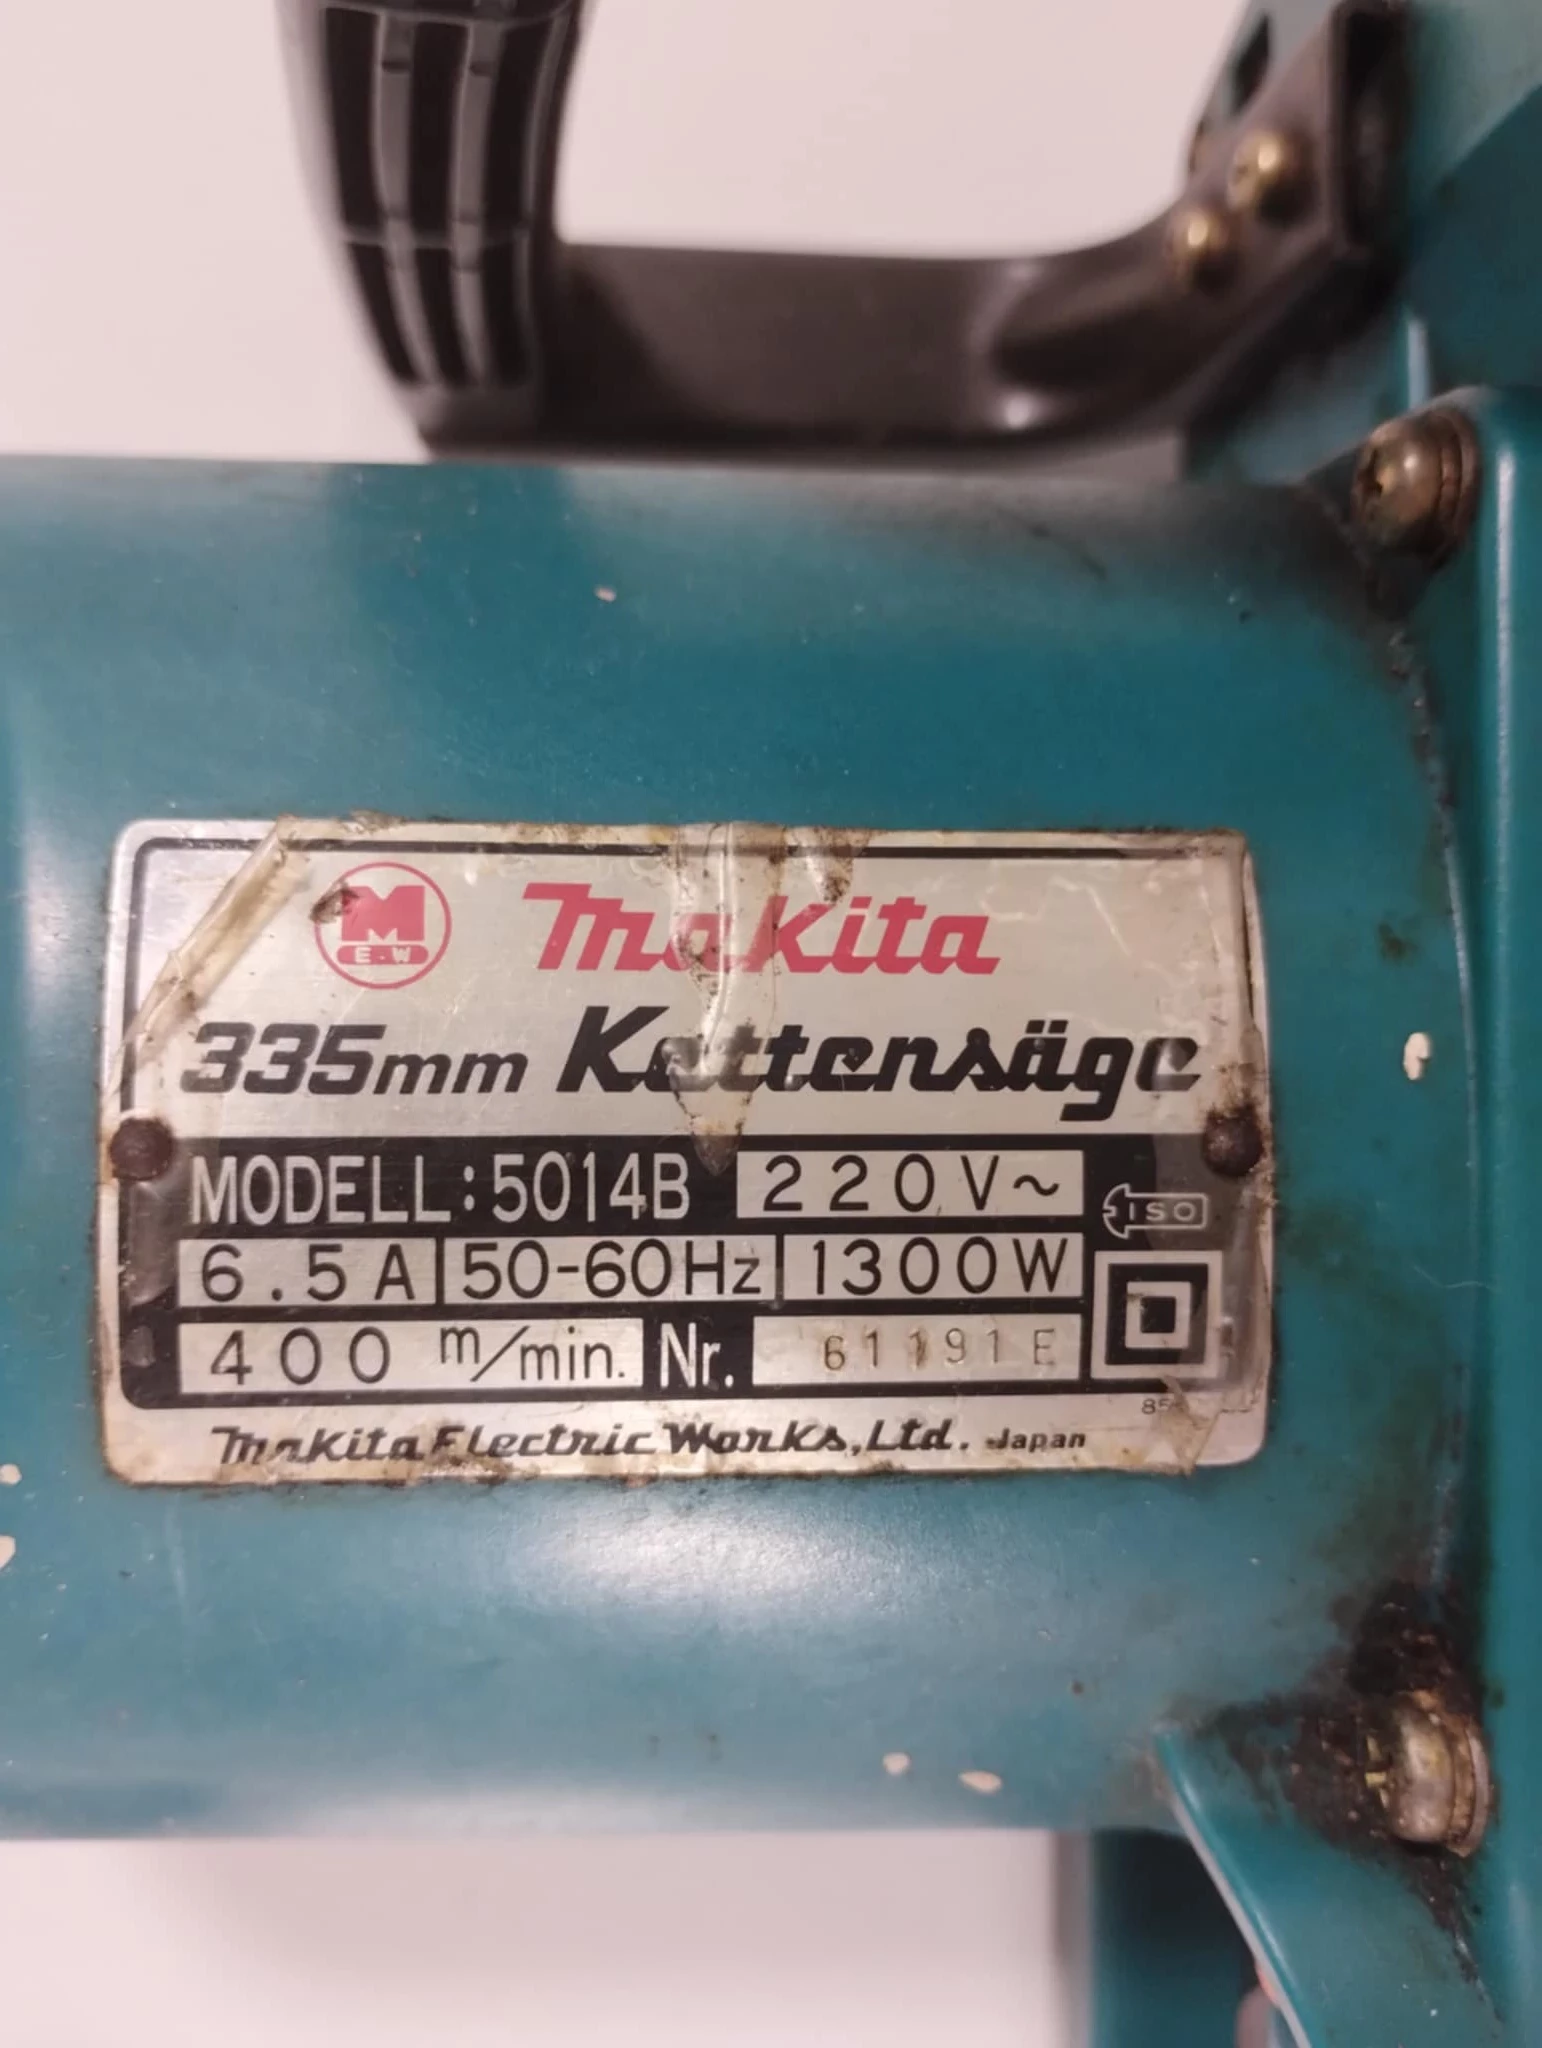 M
E.W
Makita
335mm Kettensäge
MODELL:5014B 220V~
ISO
6.5A 50-60Hz 1300W
400 m/min. Nr. 61191E
Makita Electric Works, Ltd. Japan